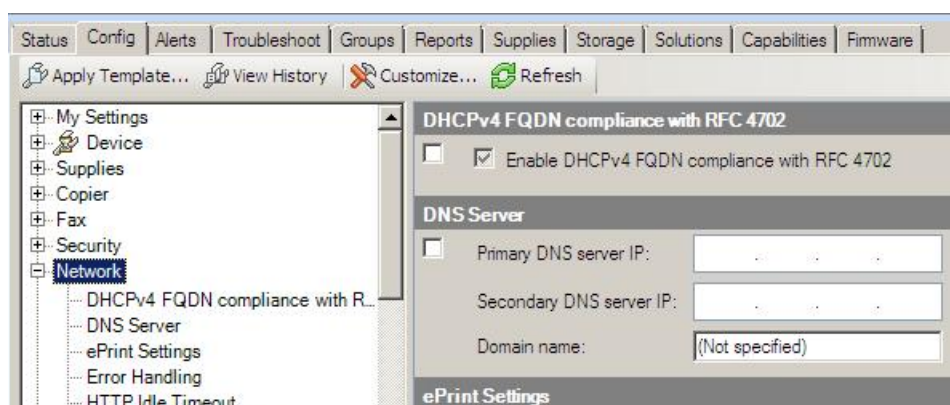 Status Config Alerts Troubleshoot Groups Reports Supplies Storage Solutions Capabilities Firmware
Apply Template... View History Customize... Refresh
My Settings
Device
Supplies
Copier
Fax
Security
Network
DHCPv4 FQDN compliance with R...
DNS Server
ePrint Settings
Error Handling
HTTP Idle Timeout
DHCPv4 FQDN compliance with RFC 4702
Enable DHCPv4 FQDN compliance with RFC 4702
DNS Server
Primary DNS server IP: . . .
Secondary DNS server IP: . . .
Domain name: (Not specified)
ePrint Settings